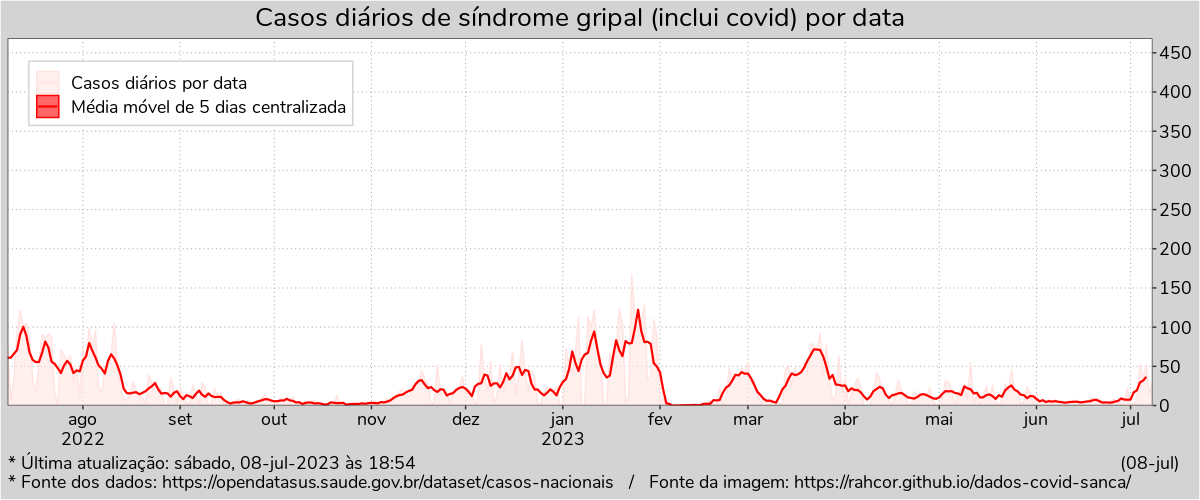 Casos diários de síndrome gripal (inclui covid) por data
Casos diários por data
Média móvel de 5 dias centralizada
450
400
350
300
250
200
150
100
50
0
ago set out nov dez jan fev mar abr mai jun jul
2022 2023
* Última atualização: sábado, 08-jul-2023 às 18:54 (08-jul)
* Fonte dos dados: https://opendatasus.saude.gov.br/dataset/casos-nacionais / Fonte da imagem: https://rahcor.github.io/dados-covid-sanca/